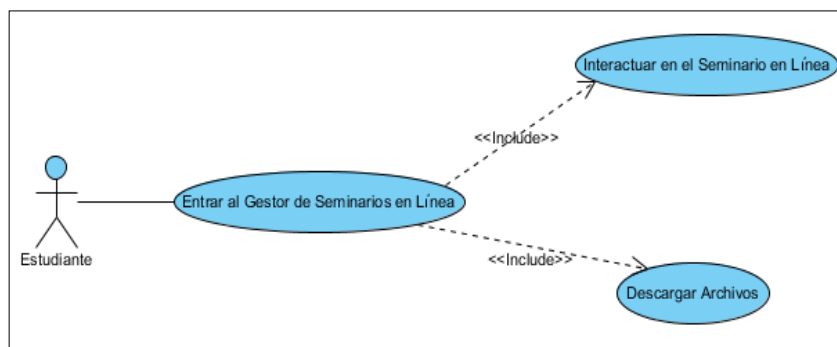 Interactuar en el Seminario en Línea
<<Include>>
Entrar al Gestor de Seminarios en Línea
Estudiante
<<Include>>
Descargar Archivos